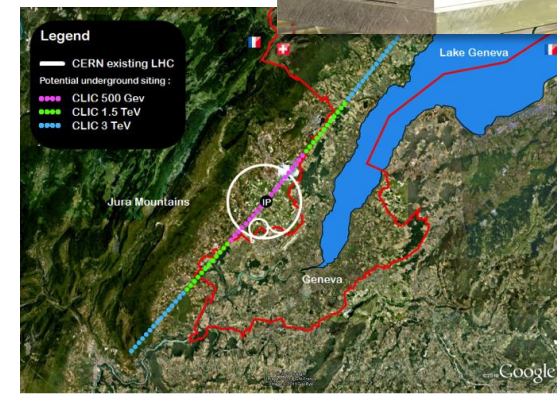 Legend
CERN existing LHC
Potential underground siting :
CLIC 500 Gev
CLIC 1.5 TeV
CLIC 3 TeV
Lake Geneva
Jura Mountains
IP
Geneva
Google